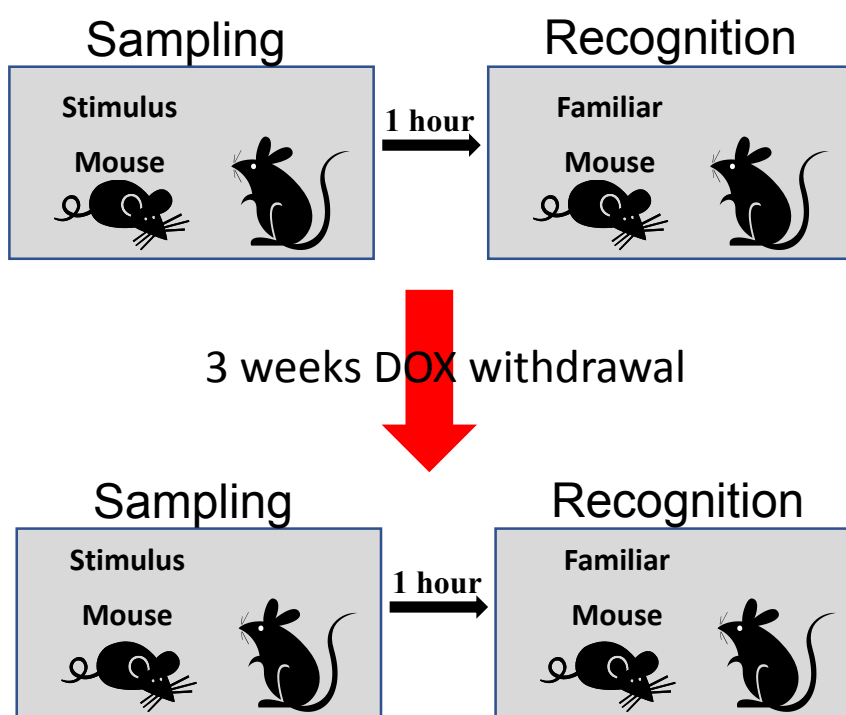 Sampling
Recognition
Stimulus
Mouse
1 hour
Familiar
Mouse
3 weeks DOX withdrawal
Sampling
Recognition
Stimulus
Mouse
1 hour
Familiar
Mouse